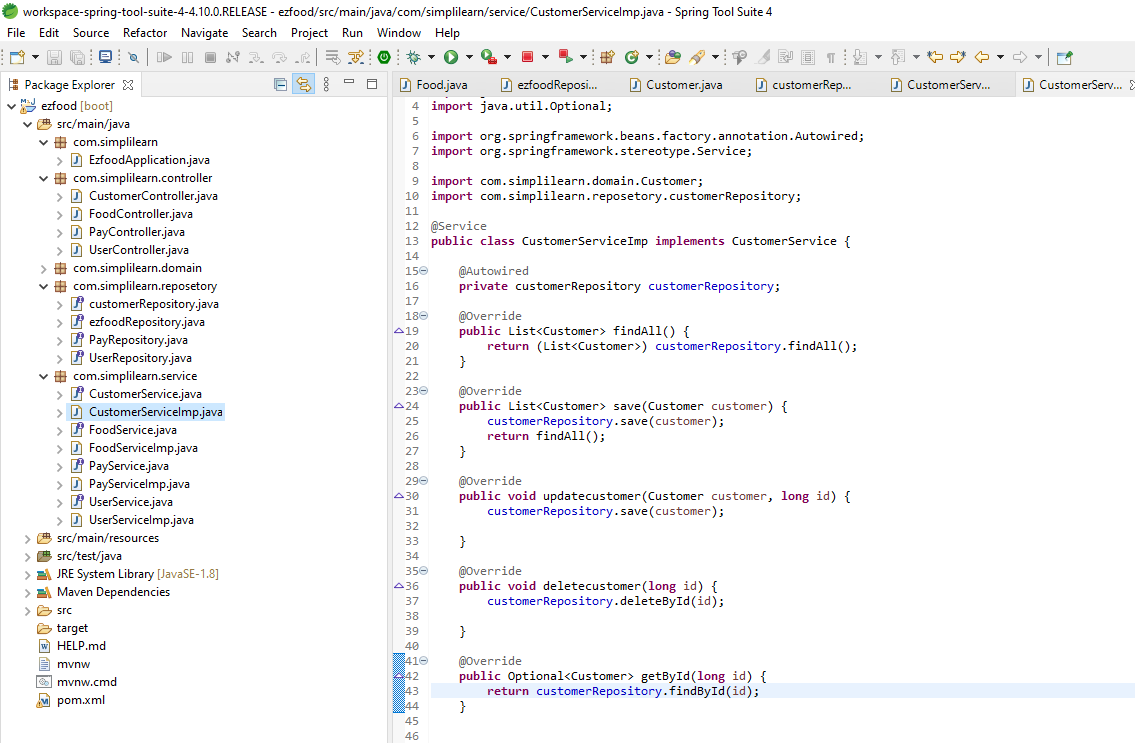 workspace-spring-tool-suite-4-4.10.0.RELEASE - ezfood/src/main/java/com/simplilearn/service/CustomerServiceImp.java - Spring Tool Suite 4
File Edit Source Refactor Navigate Search Project Run Window Help
Package Explorer
ezfood [boot]
src/main/java
com.simplilearn
EzfoodApplication.java
com.simplilearn.controller
CustomerController.java
FoodController.java
PayController.java
UserController.java
com.simplilearn.domain
com.simplilearn.reposetory
customerRepository.java
ezfoodRepository.java
PayRepository.java
UserRepository.java
com.simplilearn.service
CustomerService.java
CustomerServiceImp.java
FoodService.java
FoodServiceImp.java
PayService.java
PayServiceImp.java
UserService.java
UserServiceImp.java
src/main/resources
src/test/java
JRE System Library [JavaSE-1.8]
Maven Dependencies
src
target
HELP.md
mvnw
mvnw.cmd
pom.xml
Food.java ezfoodReposi... Customer.java customerRep... CustomerServ... CustomerServ...
4 import java.util.Optional;
5
6 import org.springframework.beans.factory.annotation.Autowired;
7 import org.springframework.stereotype.Service;
8
9 import com.simplilearn.domain.Customer;
10 import com.simplilearn.reposetory.customerRepository;
11
12 @Service
13 public class CustomerServiceImp implements CustomerService {
14
15 @Autowired
16 private customerRepository customerRepository;
17
18 @Override
19 public List<Customer> findAll() {
20 return (List<Customer>) customerRepository.findAll();
21 }
22
23 @Override
24 public List<Customer> save(Customer customer) {
25 customerRepository.save(customer);
26 return findAll();
27 }
28
29 @Override
30 public void updatecustomer(Customer customer, long id) {
31 customerRepository.save(customer);
32
33 }
34
35 @Override
36 public void deletecustomer(long id) {
37 customerRepository.deleteById(id);
38
39 }
40
41 @Override
42 public Optional<Customer> getById(long id) {
43 return customerRepository.findById(id);
44 }
45
46